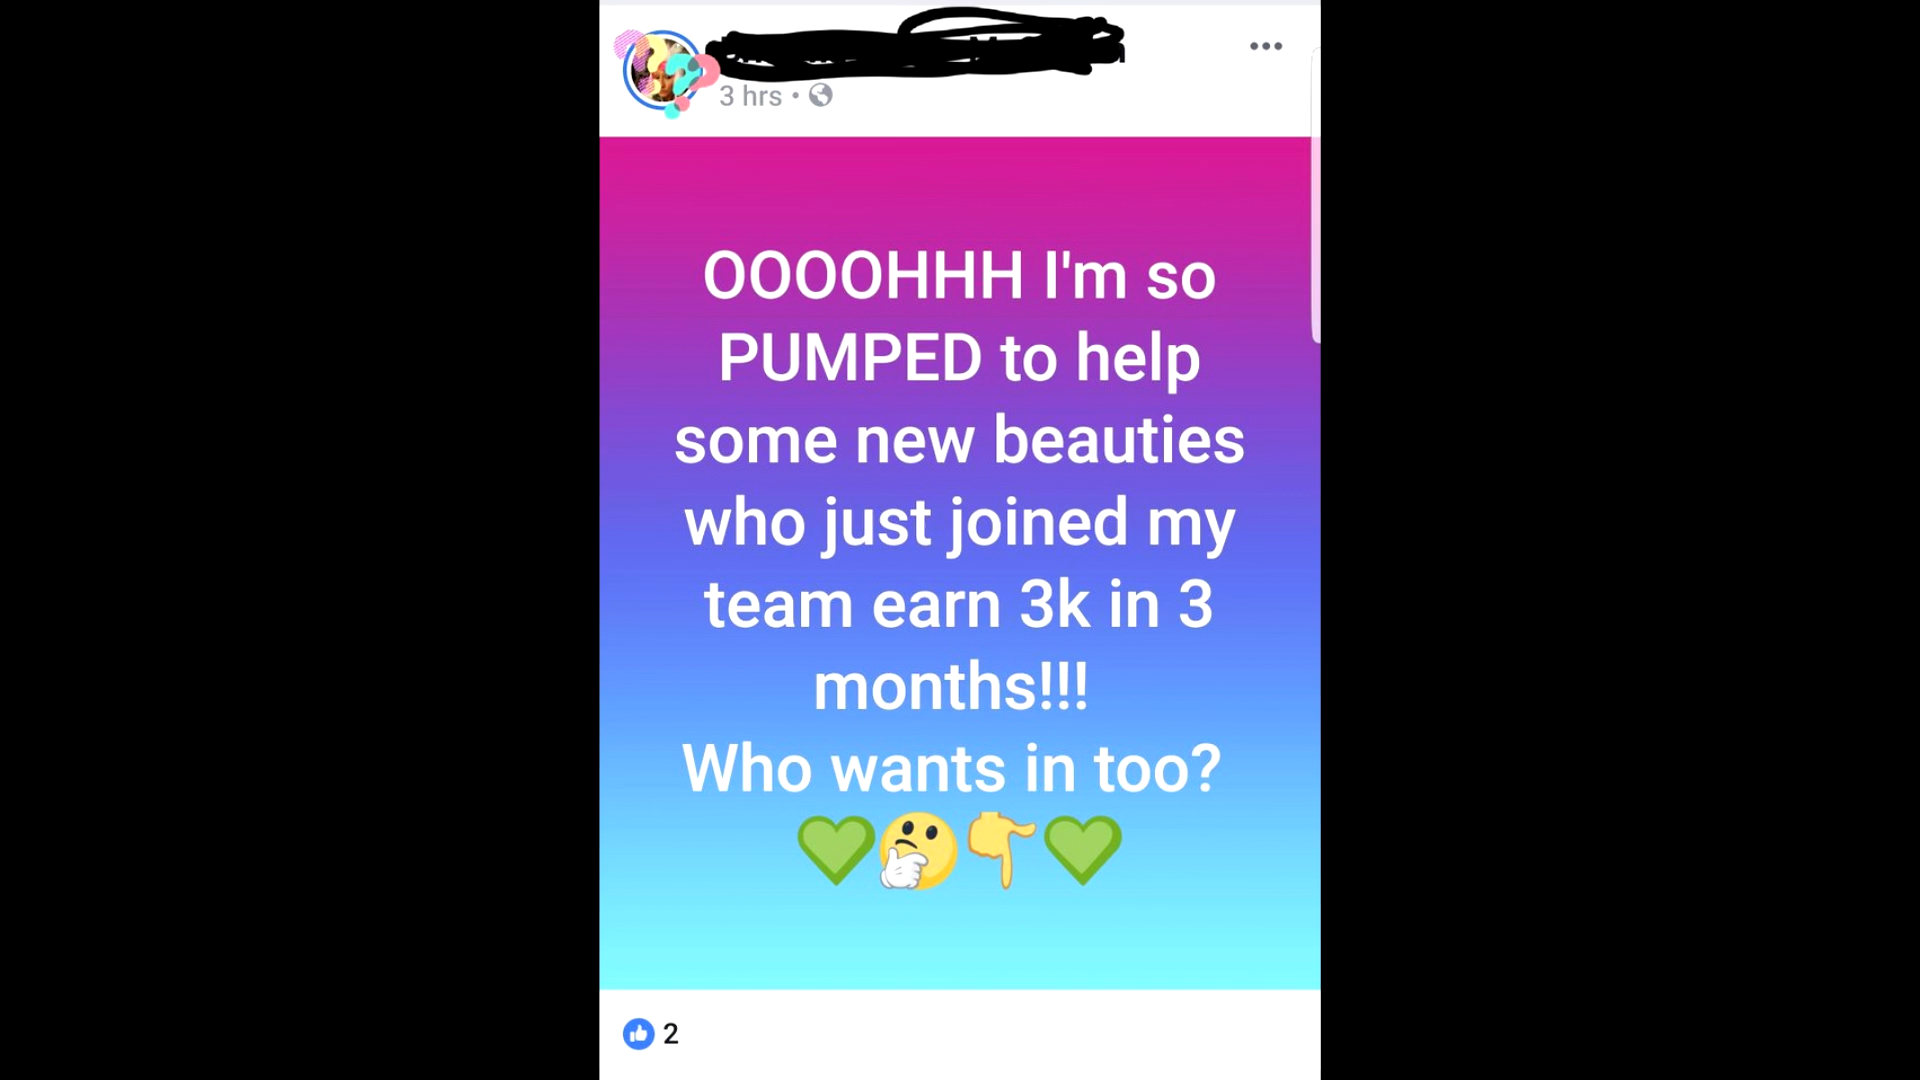 3 hrs •
OOOOHHH I'm so
PUMPED to help
some new beauties
who just joined my
team earn 3k in 3
months!!!
Who wants in too?
💚🤔👇💚
2